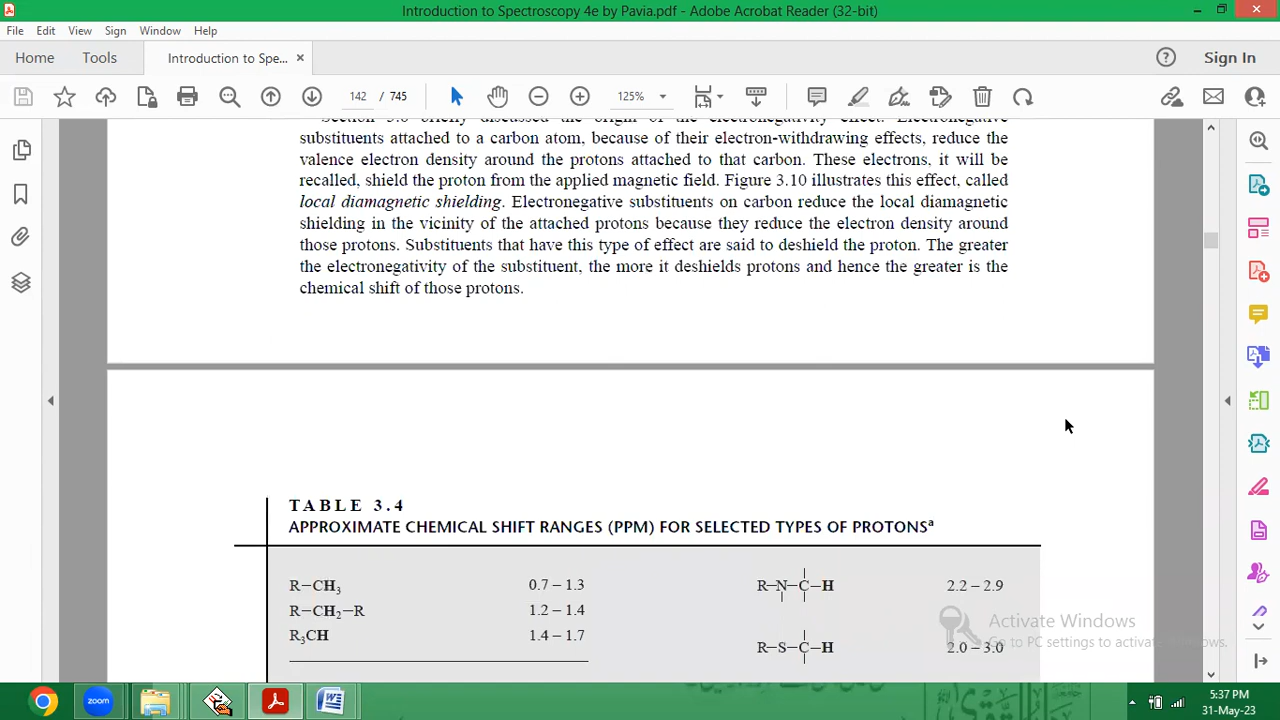 Introduction to Spectroscopy 4e by Pavia.pdf - Adobe Acrobat Reader (32-bit)
File Edit View Sign Window Help
Home Tools Introduction to Spe... × Sign In
142 / 745 125%
Section 3.6 briefly discussed the origin of the electronegativity effect. Electronegative
substituents attached to a carbon atom, because of their electron-withdrawing effects, reduce the
valence electron density around the protons attached to that carbon. These electrons, it will be
recalled, shield the proton from the applied magnetic field. Figure 3.10 illustrates this effect, called
local diamagnetic shielding. Electronegative substituents on carbon reduce the local diamagnetic
shielding in the vicinity of the attached protons because they reduce the electron density around
those protons. Substituents that have this type of effect are said to deshield the proton. The greater
the electronegativity of the substituent, the more it deshields protons and hence the greater is the
chemical shift of those protons.
TABLE 3.4
APPROXIMATE CHEMICAL SHIFT RANGES (PPM) FOR SELECTED TYPES OF PROTONSᵃ
R–CH₃ 0.7 – 1.3 R–N–C–H 2.2 – 2.9
R–CH₂–R 1.2 – 1.4
R₃CH 1.4 – 1.7 R–S–C–H 2.0 – 3.0
Activate Windows
Go to PC settings to activate Windows.
zoom
5:37 PM
31-May-23